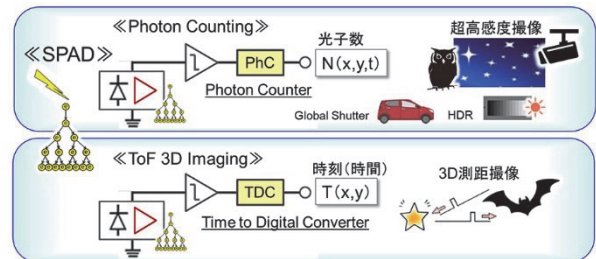 ≪SPAD≫
≪Photon Counting≫
PhC
Photon Counter
光子数
N(x,y,t)
超高感度撮像
Global Shutter
HDR
≪ToF 3D Imaging≫
TDC
Time to Digital Converter
時刻(時間)
T(x,y)
3D測距撮像